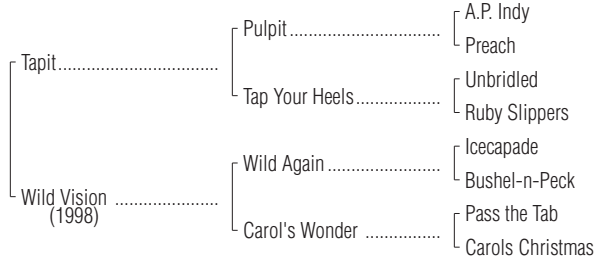 A.P. Indy
Pulpit
Preach
Tapit
Unbridled
Tap Your Heels
Ruby Slippers
Icecapade
Wild Again
Bushel-n-Peck
Wild Vision
(1998)
Pass the Tab
Carol's Wonder
Carols Christmas